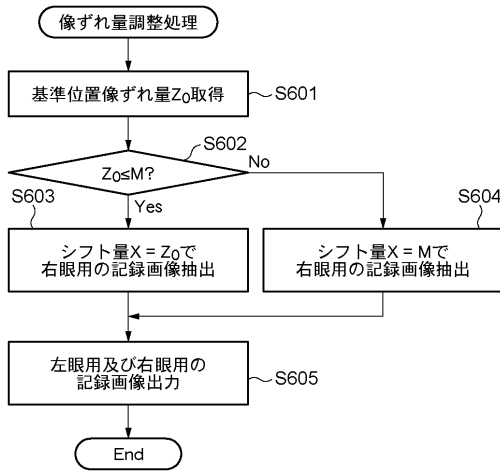 像ずれ量調整処理
基準位置像ずれ量Z0取得
S601
S602
Z0≤M?
No
Yes
S603
S604
シフト量X = Z0で
右眼用の記録画像抽出
シフト量X = Mで
右眼用の記録画像抽出
左眼用及び右眼用の
記録画像出力
S605
End